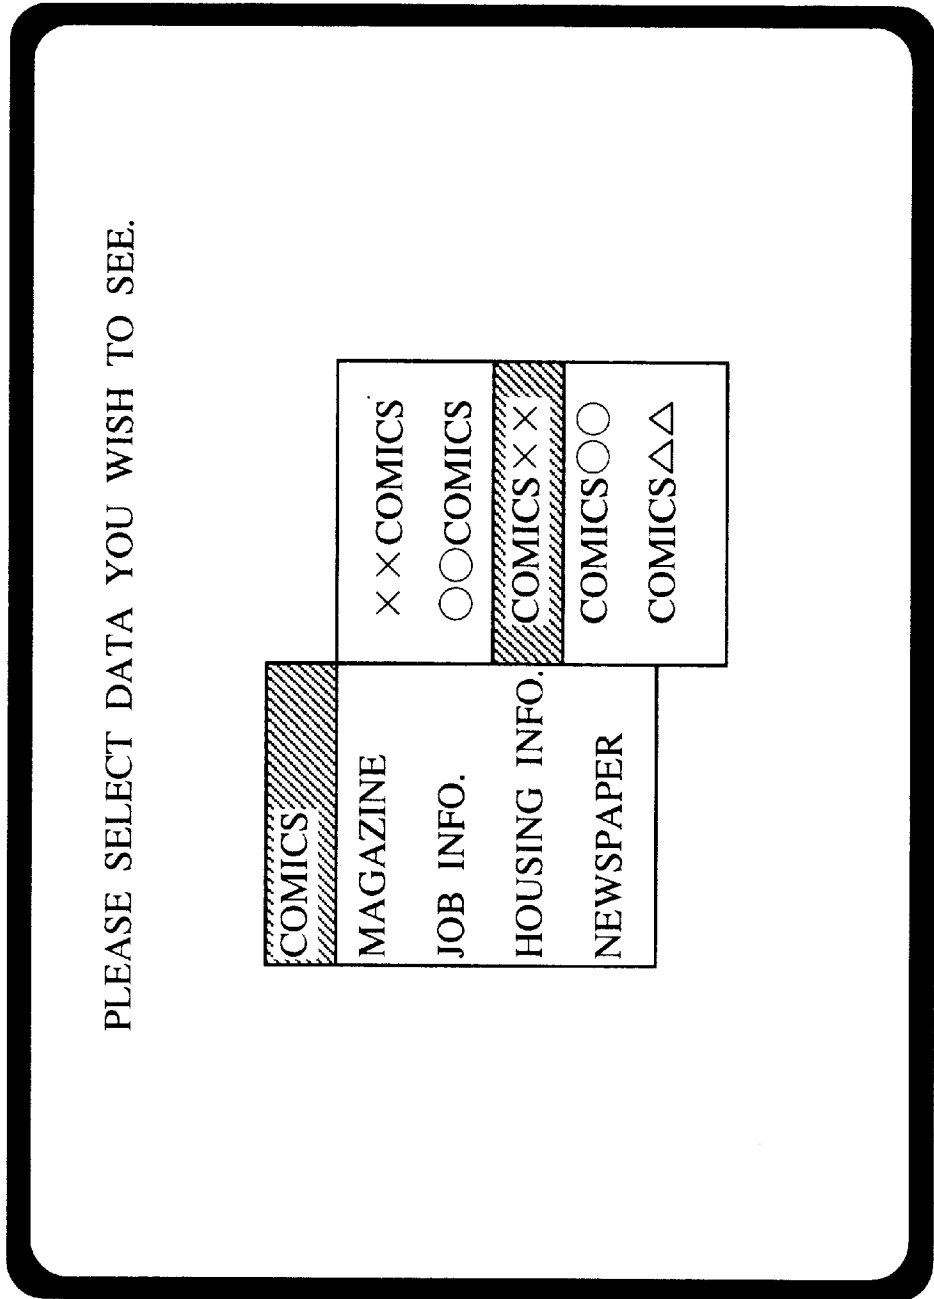 PLEASE SELECT DATA YOU WISH TO SEE.
COMICS
MAGAZINE
JOB INFO.
HOUSING INFO.
NEWSPAPER
××COMICS
○○COMICS
COMICS××
COMICS○○
COMICS△△